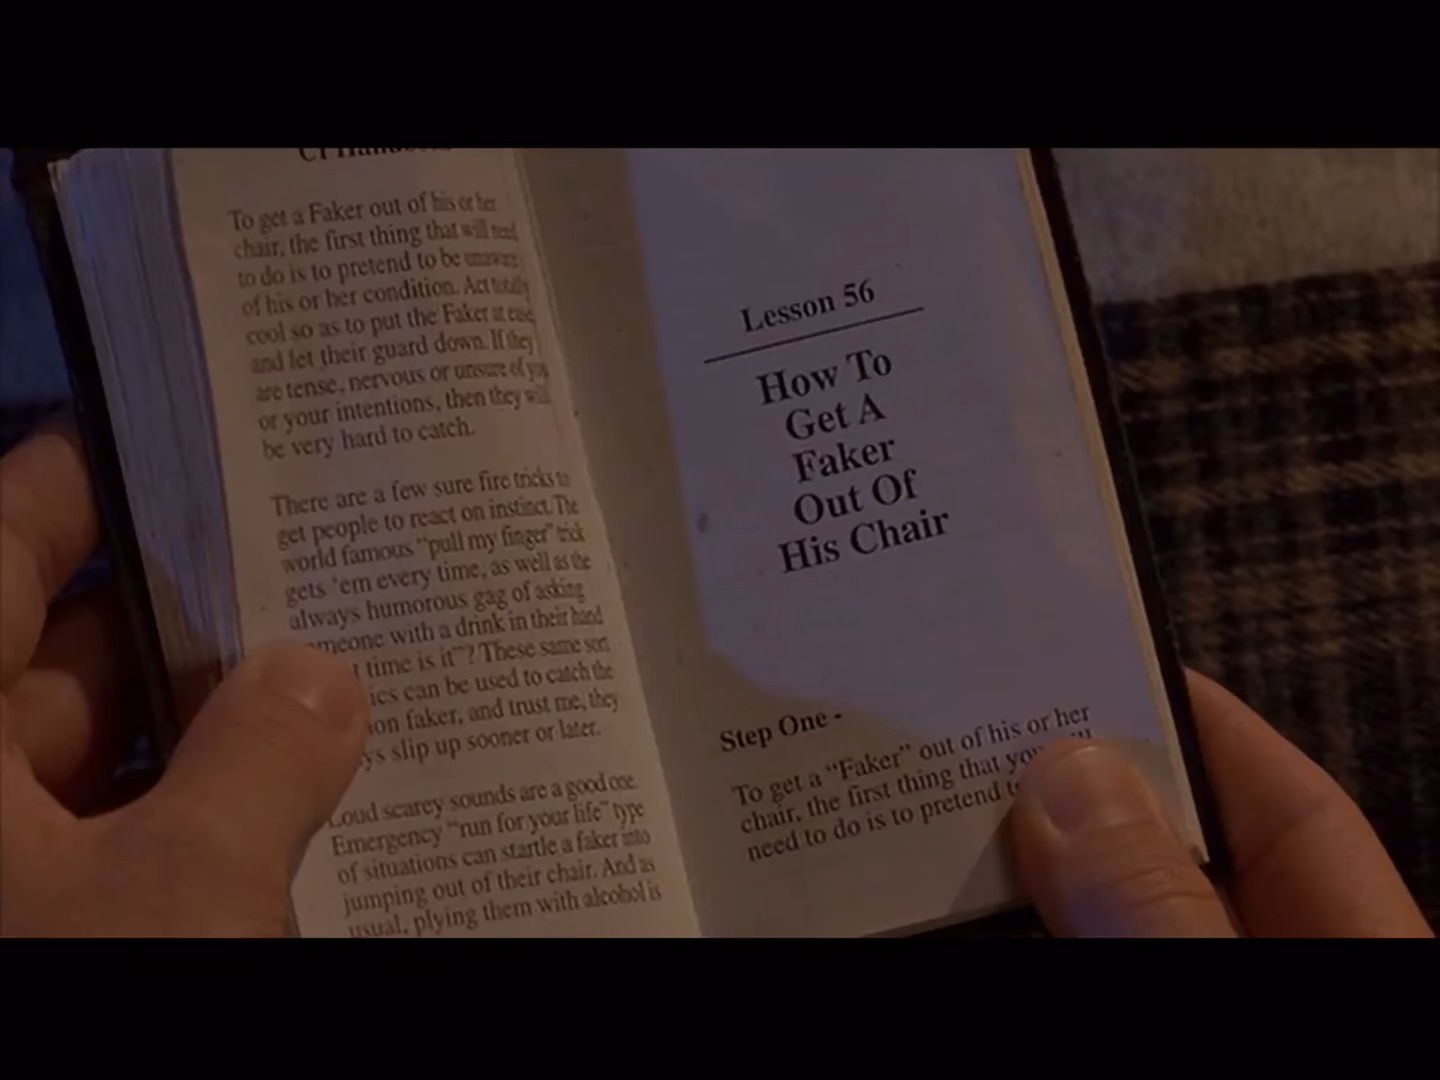 To get a Faker out of his or her
chair, the first thing that will need
to do is to pretend to be unaware
of his or her condition. Act totally
cool so as to put the Faker at ease,
and let their guard down. If they
are tense, nervous or unsure of you
or your intentions, then they will
be very hard to catch.
There are a few sure fire tricks to
get people to react on instinct. The
world famous “pull my finger” trick
gets ‘em every time, as well as the
always humorous gag of asking
meone with a drink in their hand
t time is it”? These same sort
ics can be used to catch the
on faker, and trust me, they
ys slip up sooner or later.
Loud scarey sounds are a good one.
Emergency “run for your life” type
of situations can startle a faker into
jumping out of their chair. And as
usual, plying them with alcohol is
Lesson 56
How To
Get A
Faker
Out Of
His Chair
Step One -
To get a “Faker” out of his or her
chair, the first thing that you
need to do is to pretend